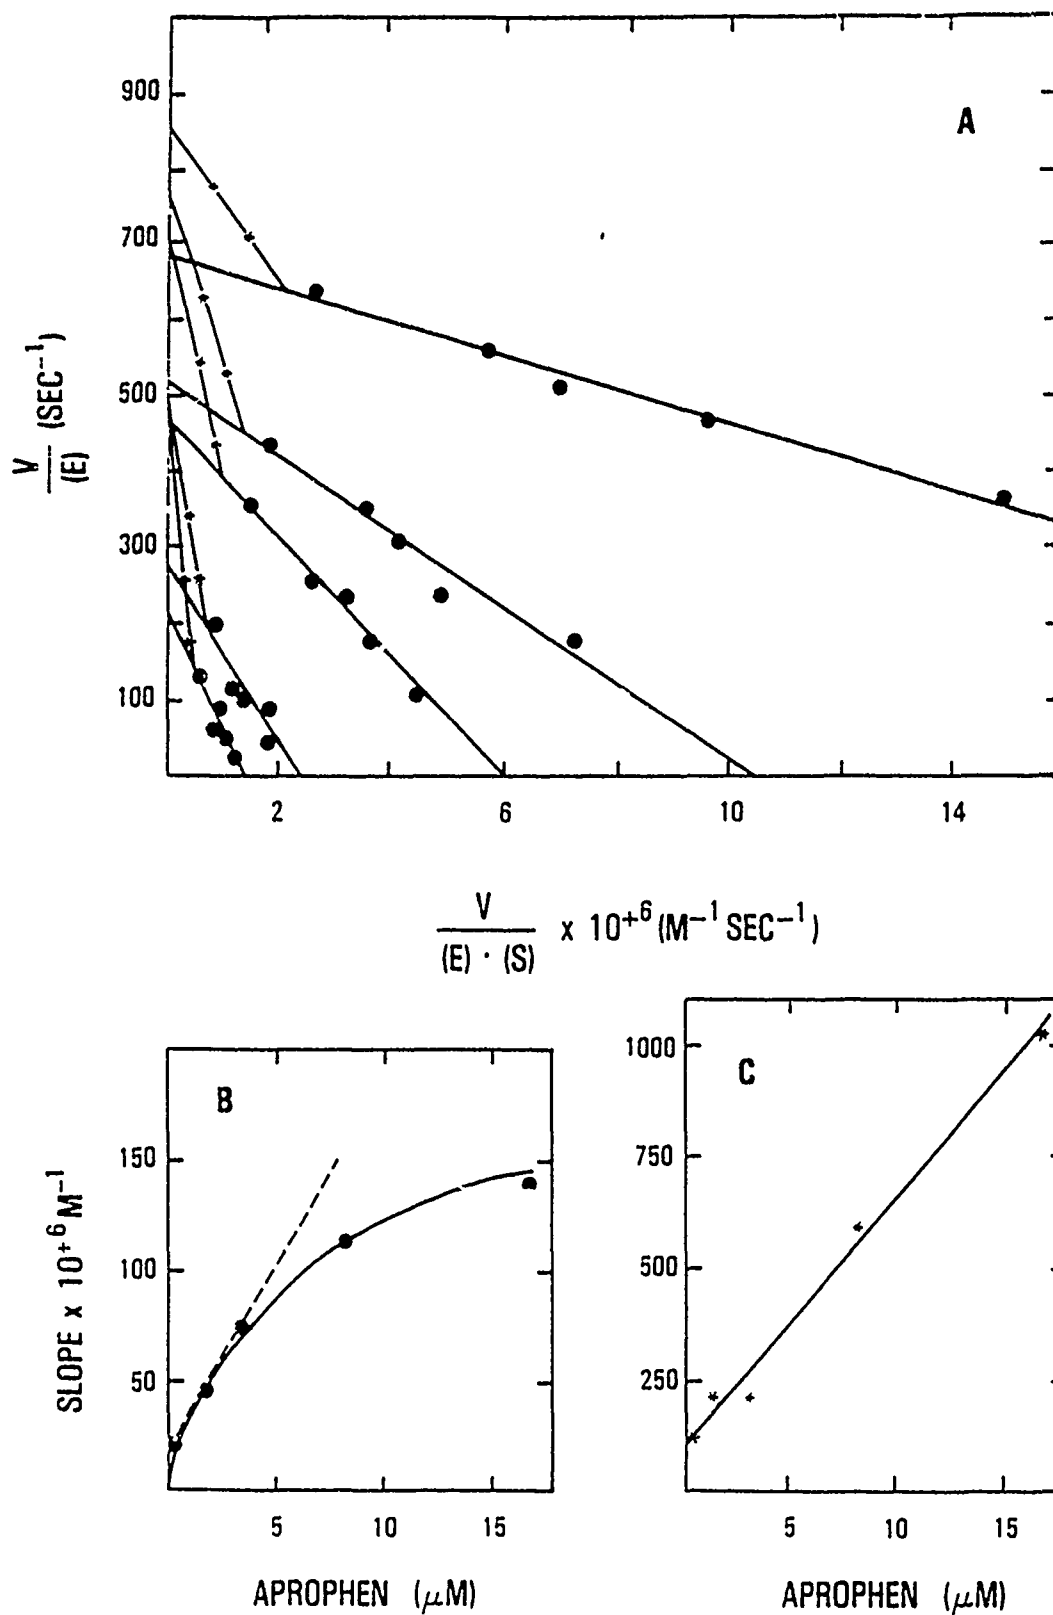 A
900
700
500
300
100
V
(E)
(SEC⁻¹)
2 6 10 14
V
(E) · (S)
x 10⁺⁶ (M⁻¹ SEC⁻¹)
B
150
100
50
SLOPE x 10⁺⁶ M⁻¹
5 10 15
APROPHEN (μM)
C
1000
750
500
250
5 10 15
APROPHEN (μM)